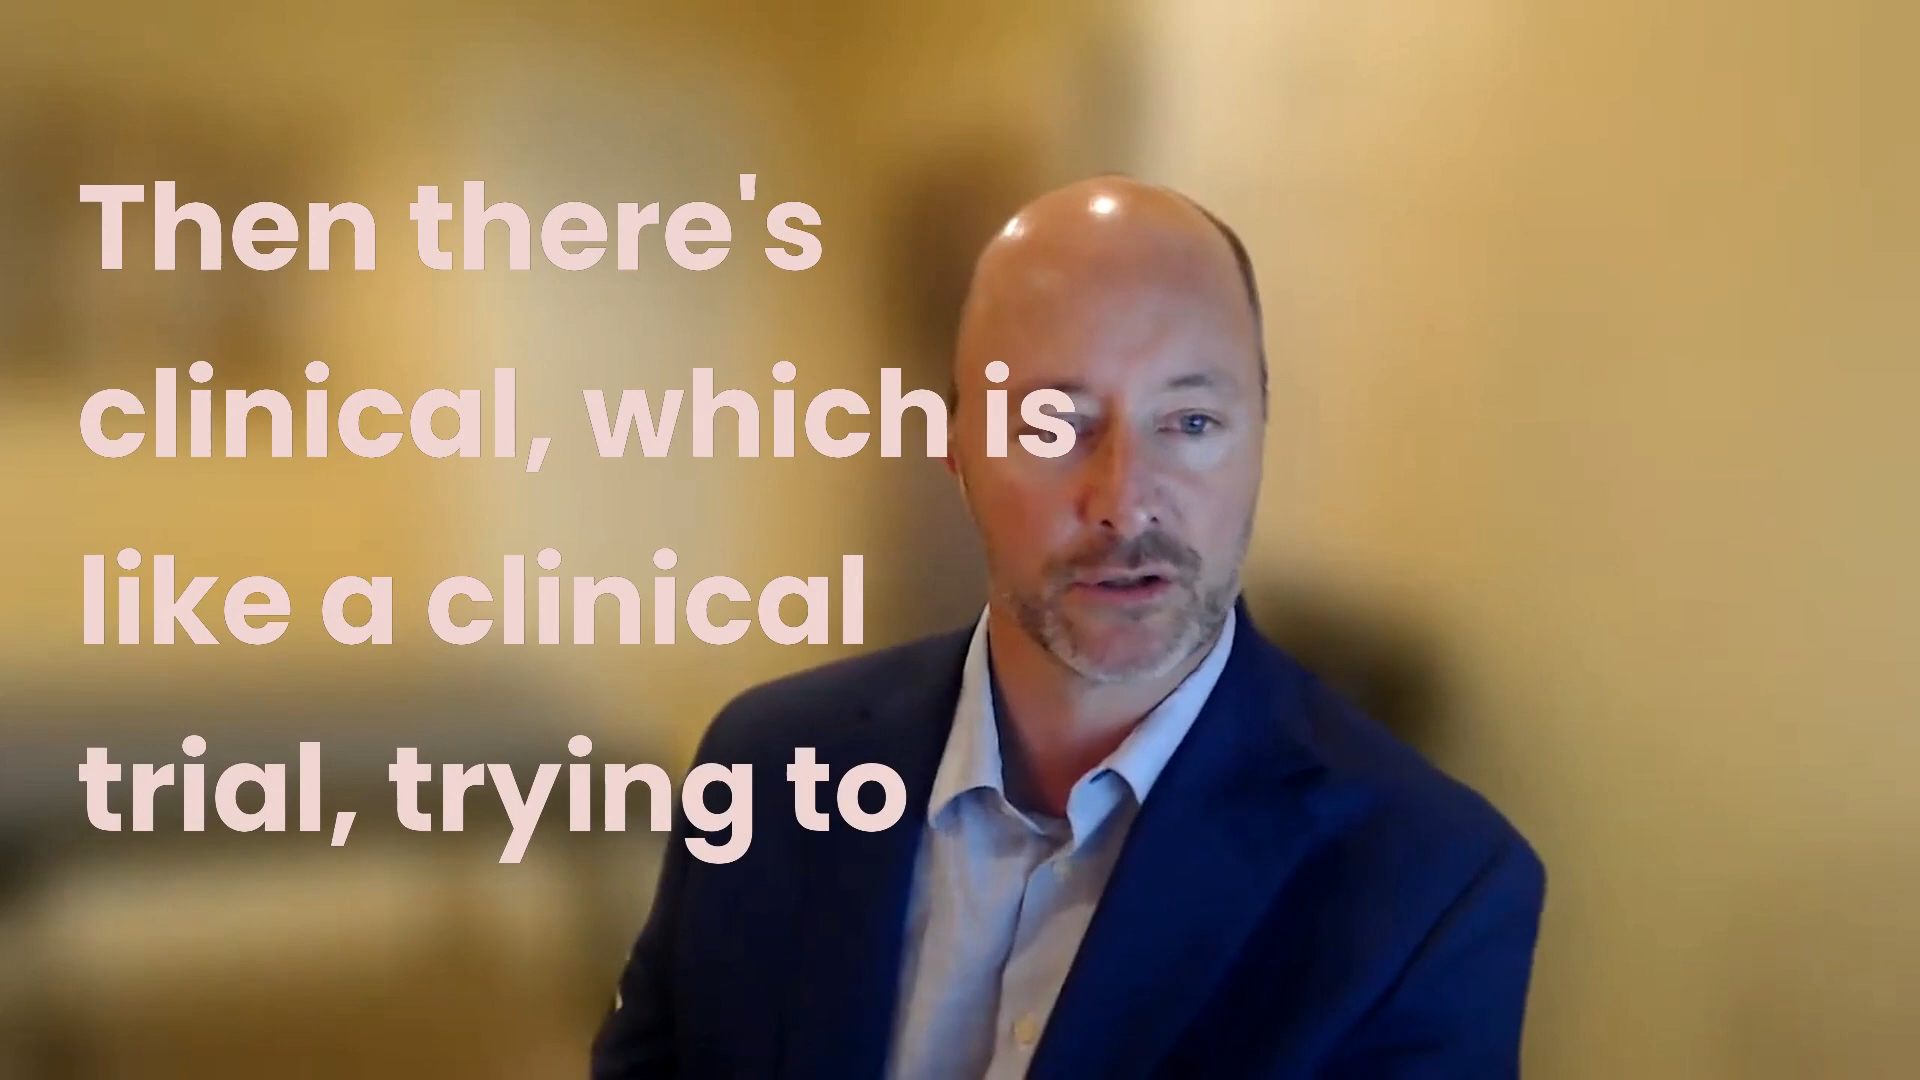 Then there's
clinical, which is
like a clinical
trial, trying to